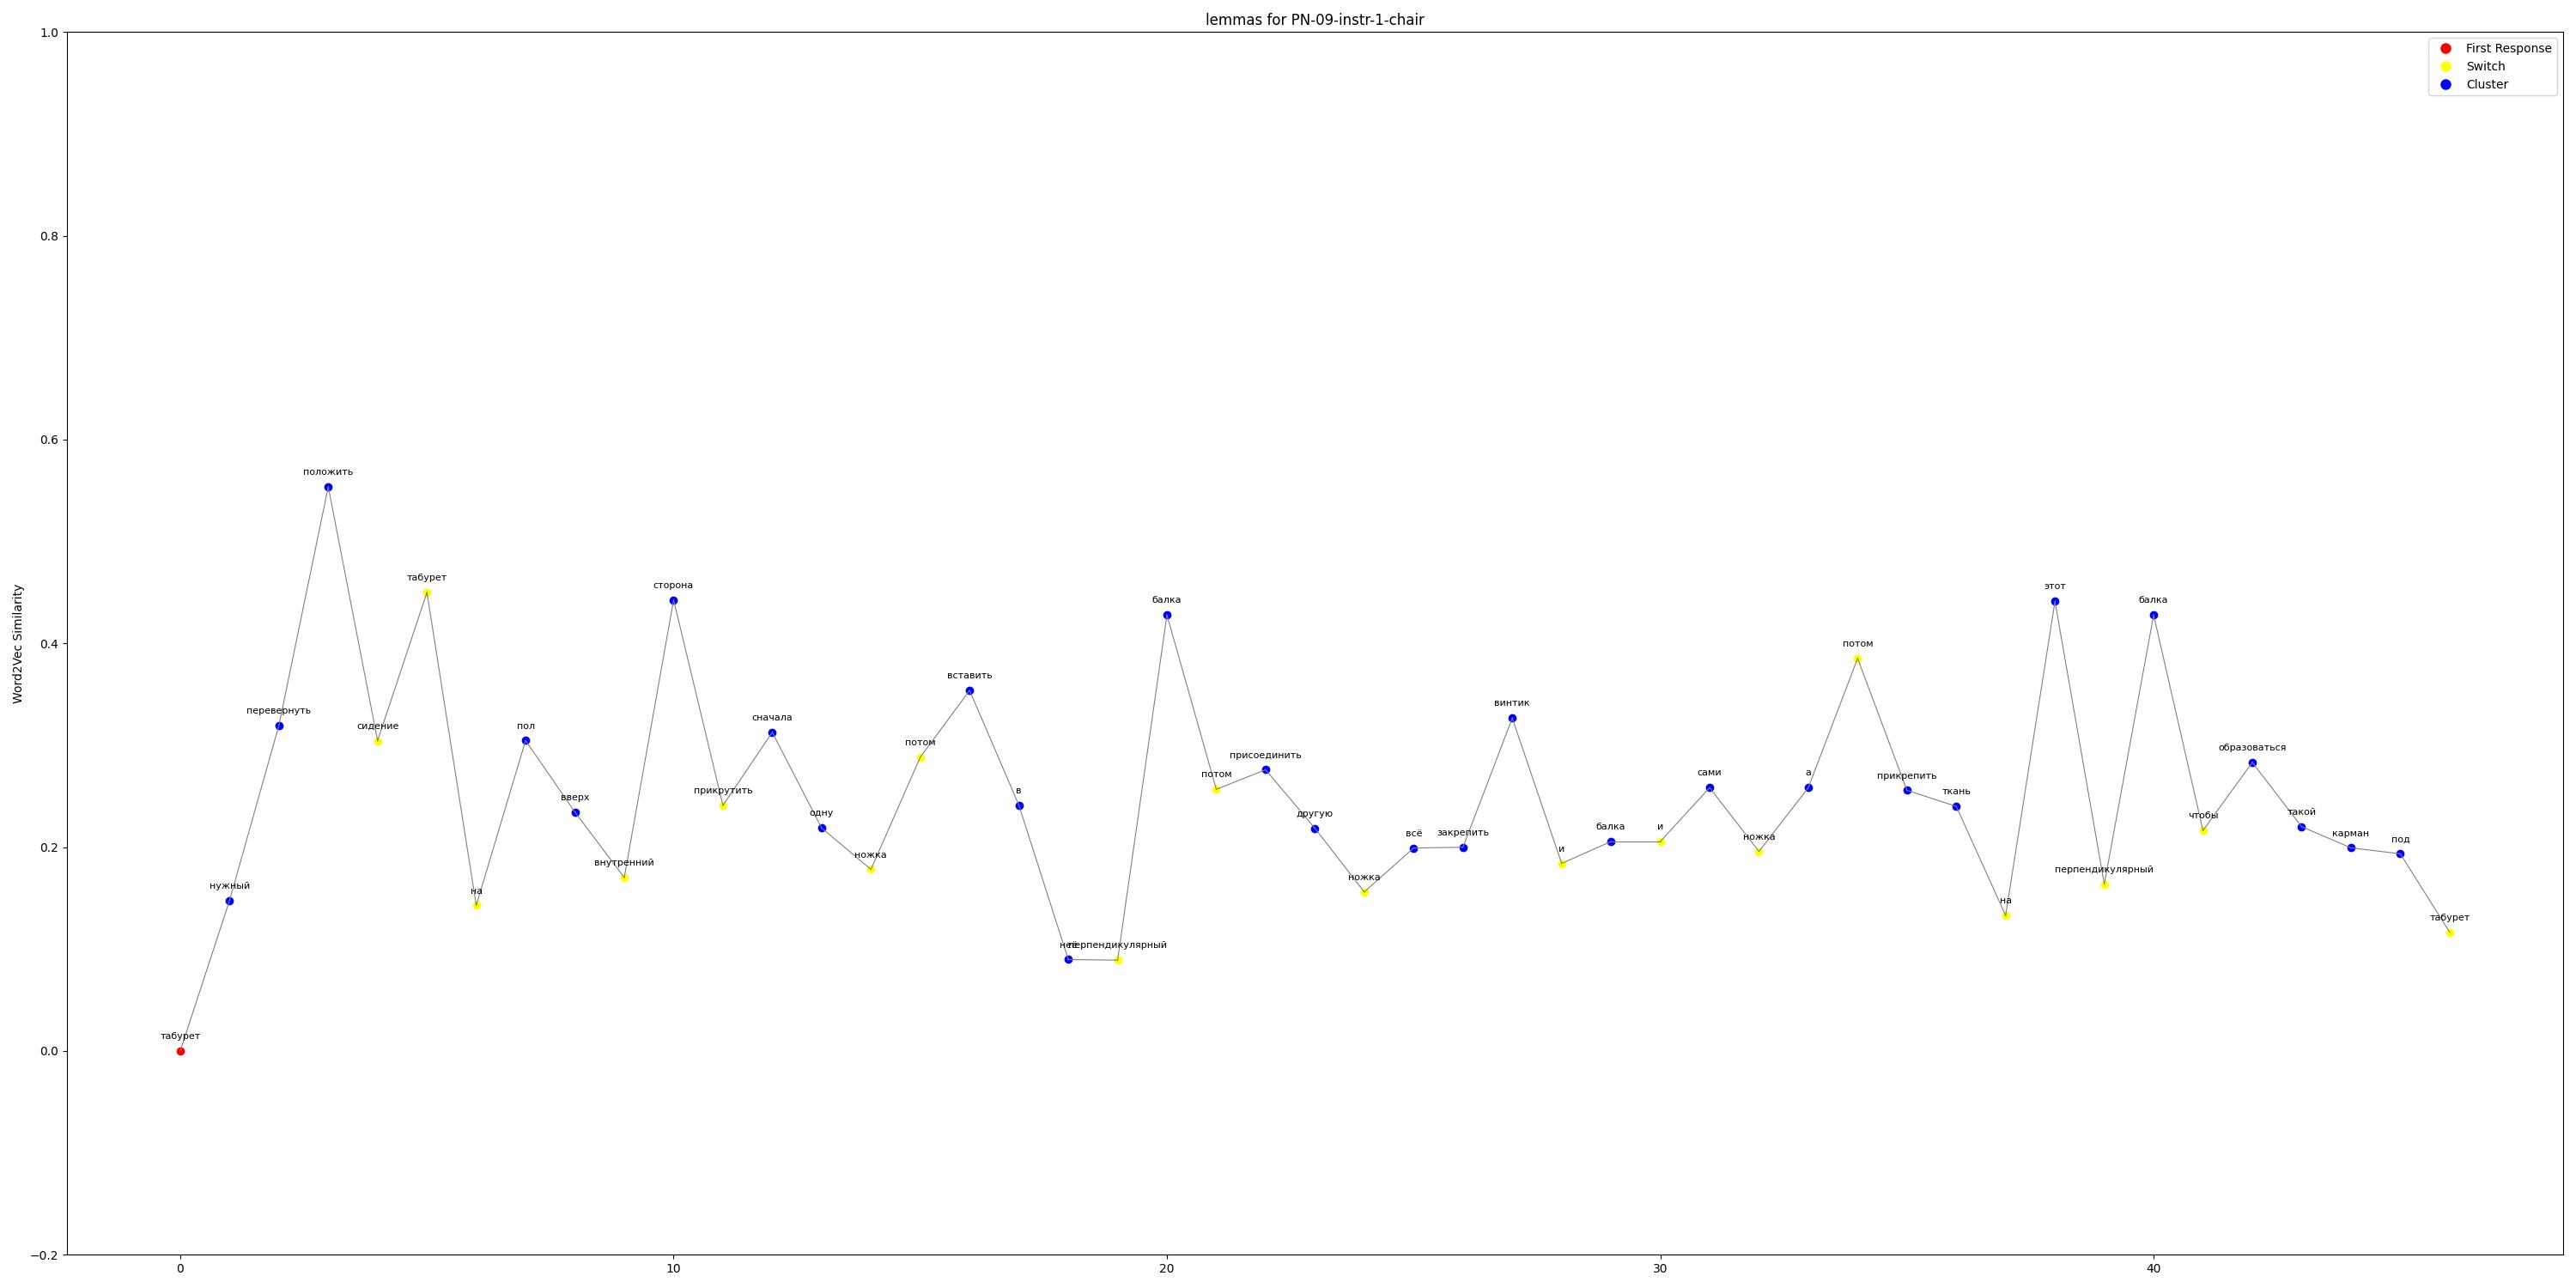 lemmas for PN-09-instr-1-chair
First Response
Switch
Cluster
Word2Vec Similarity
1.0
0.8
0.6
0.4
0.2
0.0
−0.2
табурет
нужный
перевернуть
положить
сидение
табурет
на
пол
вверх
внутренний
сторона
прикрутить
сначала
одну
ножка
потом
вставить
в
неё
перпендикулярный
балка
потом
присоединить
другую
ножка
всё
закрепить
винтик
и
балка
и
сами
ножка
а
потом
прикрепить
ткань
на
этот
перпендикулярный
балка
чтобы
образоваться
такой
карман
под
табурет
0
10
20
30
40